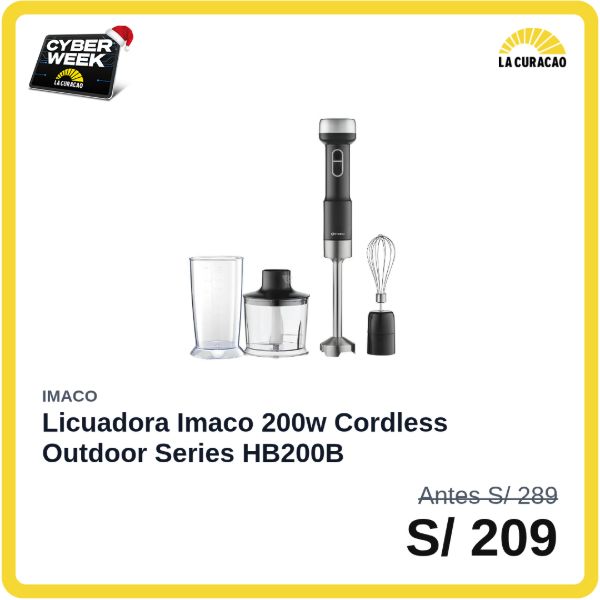 CYBER
WEEK
LA CURACAO
LA CURACAO
IMACO
Licuadora Imaco 200w Cordless
Outdoor Series HB200B
Antes S/ 289
S/ 209